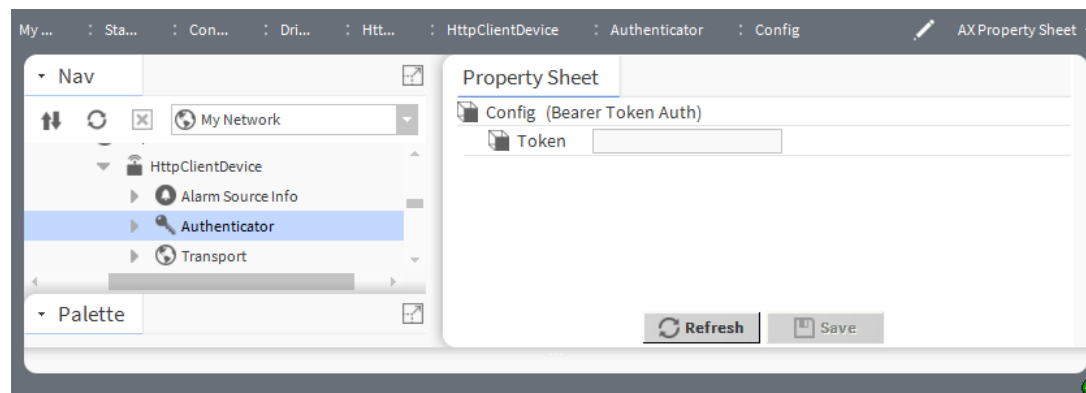 My... : Sta... : Con... : Dri... : Htt... : HttpClientDevice : Authenticator : Config AX Property Sheet
Nav
My Network
HttpClientDevice
Alarm Source Info
Authenticator
Transport
Palette
Property Sheet
Config (Bearer Token Auth)
Token
Refresh Save